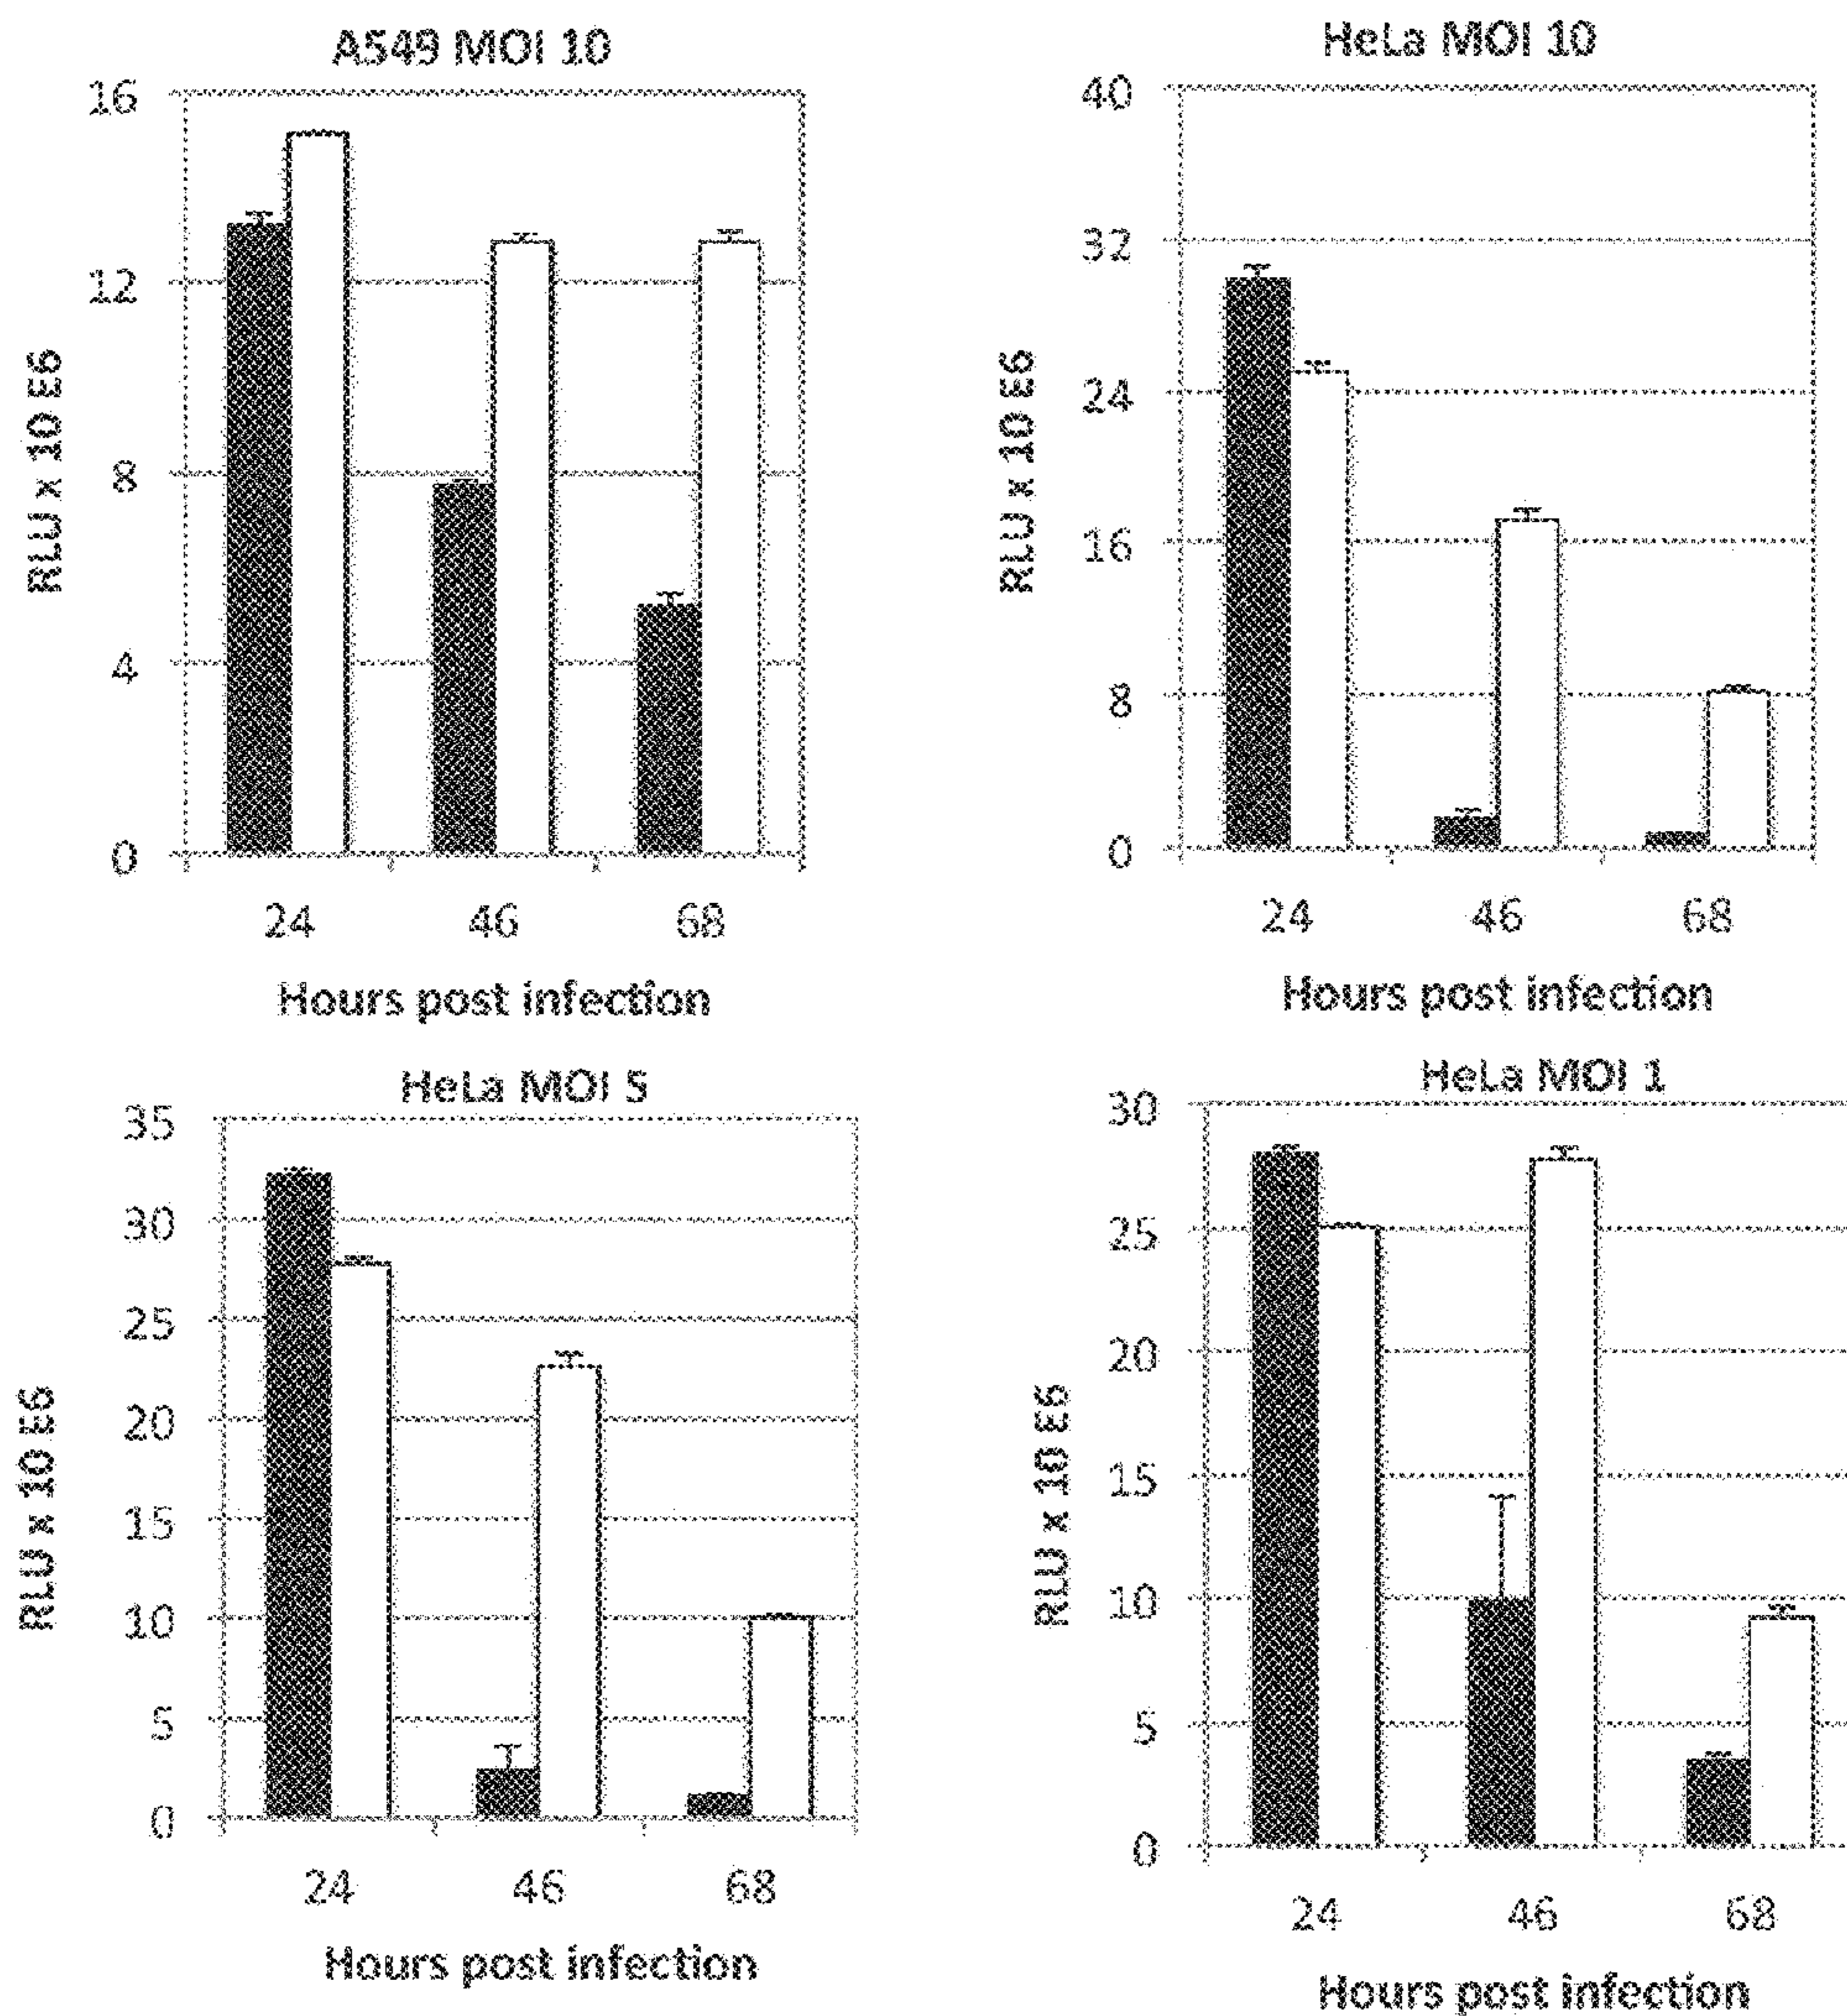 A549 MOI 10
16
12
8
4
0
RLU x 10 E6
24 46 68
Hours post infection
HeLa MOI 10
40
32
24
16
8
0
RLU x 10 E6
24 46 68
Hours post infection
HeLa MOI 5
35
30
25
20
15
10
5
0
RLU x 10 E6
24 46 68
Hours post infection
HeLa MOI 1
30
25
20
15
10
5
0
RLU x 10 E6
24 46 68
Hours post infection